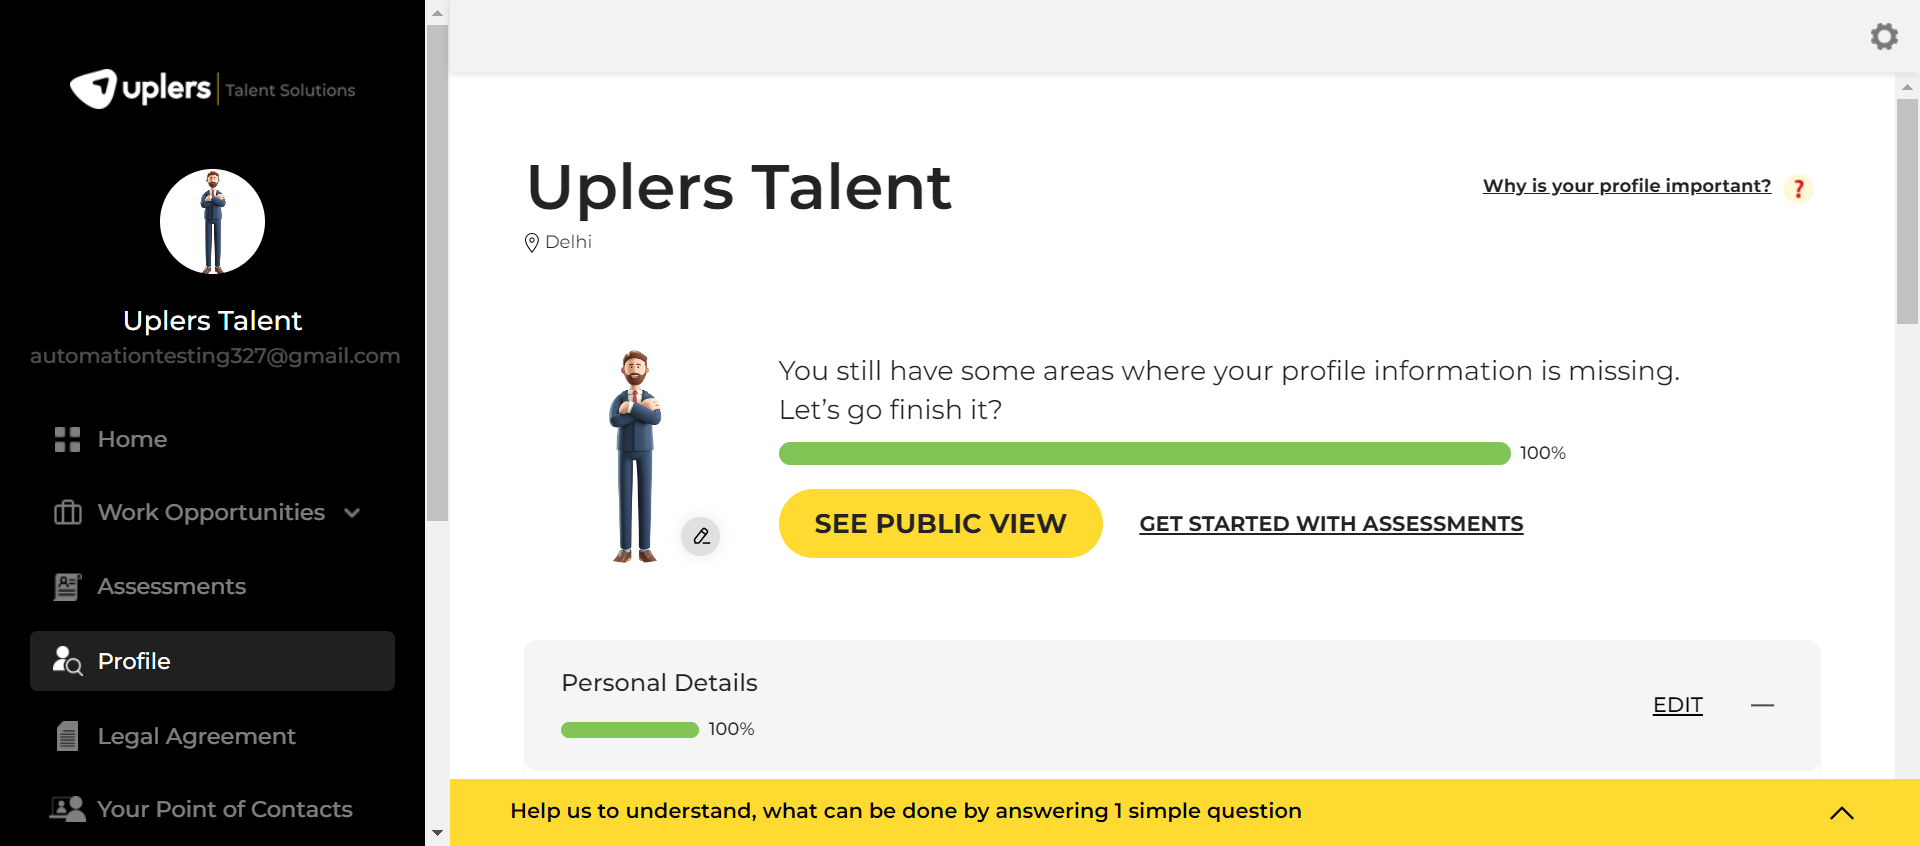 uplers Talent Solutions
Uplers Talent
automationtesting327@gmail.com
Home
Work Opportunities
Assessments
Profile
Legal Agreement
Your Point of Contacts
Uplers Talent
Delhi
Why is your profile important? ?
You still have some areas where your profile information is missing.
Let’s go finish it?
100%
SEE PUBLIC VIEW
GET STARTED WITH ASSESSMENTS
Personal Details
100%
EDIT
Help us to understand, what can be done by answering 1 simple question